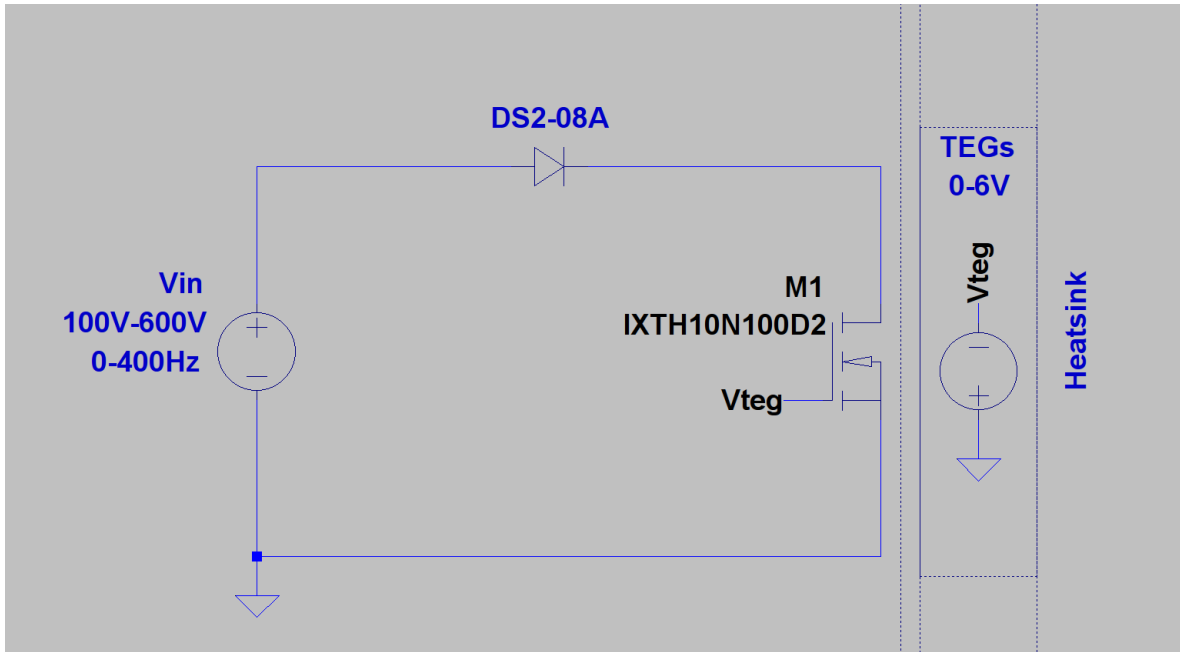 DS2-08A
Vin
100V-600V
0-400Hz
M1
IXTH10N100D2
Vteg
TEGs
0-6V
Vteg
Heatsink